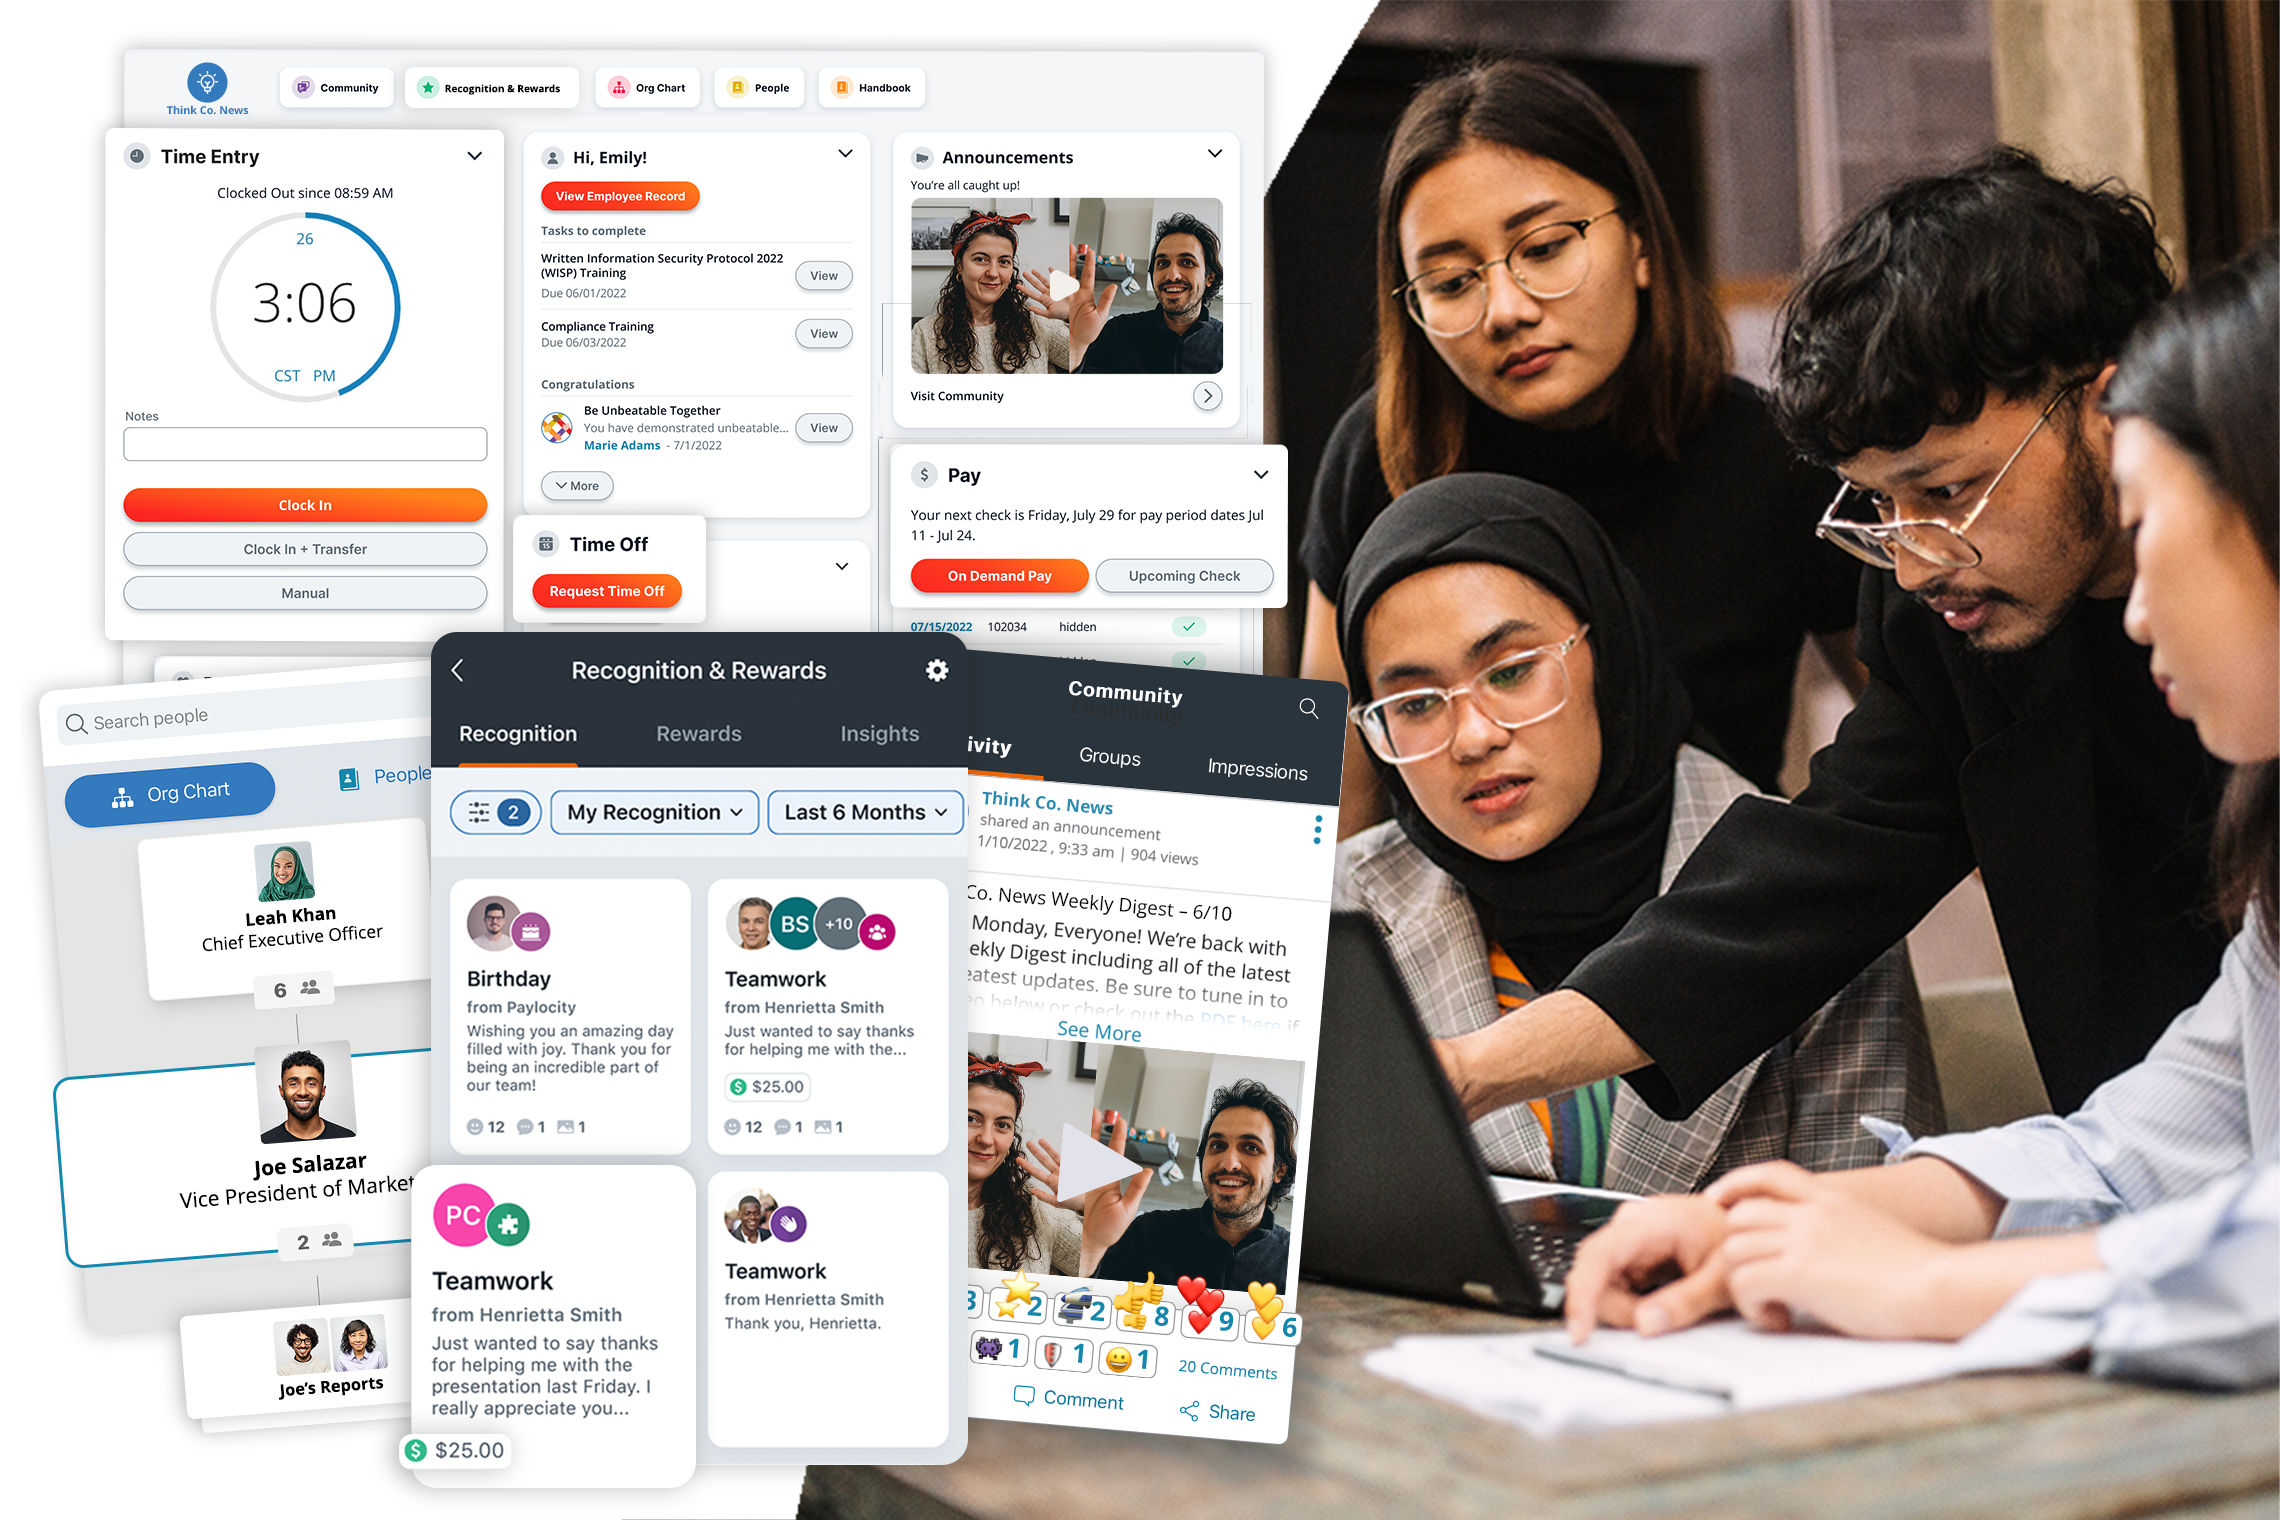 Think Co. News
Community
Recognition & Rewards
Org Chart
People
Handbook
Time Entry
Clocked Out since 08:59 AM
26
3:06
CST PM
Notes
Clock In
Clock In + Transfer
Manual
Hi, Emily!
View Employee Record
Tasks to complete
Written Information Security Protocol 2022
(WISP) Training
Due 06/01/2022
View
Compliance Training
Due 06/03/2022
View
Congratulations
Be Unbeatable Together
You have demonstrated unbeatable...
Marie Adams - 7/1/2022
View
More
Time Off
Request Time Off
Announcements
You're all caught up!
Visit Community
Pay
Your next check is Friday, July 29 for pay period dates Jul
11 - Jul 24.
On Demand Pay
Upcoming Check
07/15/2022 102034 hidden
Search people
Org Chart
People
Leah Khan
Chief Executive Officer
6
Joe Salazar
Vice President of Market
2
Joe's Reports
Recognition & Rewards
Recognition
Rewards
Insights
2
My Recognition
Last 6 Months
Birthday
from Paylocity
Wishing you an amazing day
filled with joy. Thank you for
being an incredible part of
our team!
12 1 1
BS
+10
Teamwork
from Henrietta Smith
Just wanted to say thanks
for helping me with the...
$25.00
12 1 1
PC
Teamwork
from Henrietta Smith
Just wanted to say thanks
for helping me with the
presentation last Friday. I
really appreciate you...
$25.00
Teamwork
from Henrietta Smith
Thank you, Henrietta.
Community
ivity
Groups
Impressions
Think Co. News
shared an announcement
1/10/2022 , 9:33 am | 904 views
Co. News Weekly Digest – 6/10
Monday, Everyone! We're back with
ekly Digest including all of the latest
eatest updates. Be sure to tune in to
eo below or check out the PDF here if
See More
3 2 2 8 9 6
1 1 1
20 Comments
Comment
Share